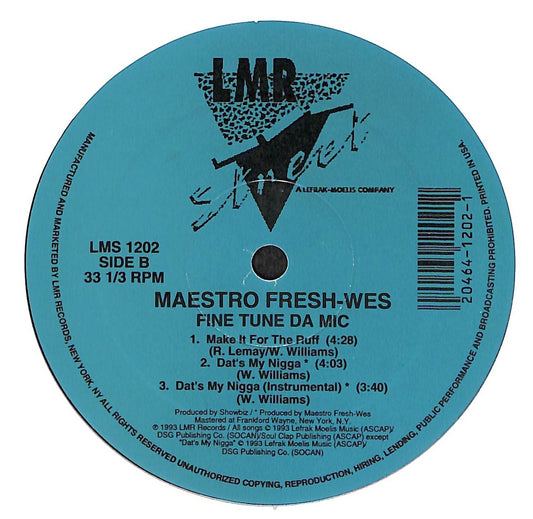 LMR
Street
A LEFRAK-MOELIS COMPANY
LMS 1202
SIDE B
33 1/3 RPM
20464-1202-1
MAESTRO FRESH-WES
FINE TUNE DA MIC
1. Make It For The Ruff (4:28)
(R. Lemay/W. Williams)
2. Dat's My Nigga * (4:03)
(W. Williams)
3. Dat's My Nigga (Instrumental) * (3:40)
(W. Williams)
Produced by Showbiz / * Produced by Maestro Fresh-Wes
Mastered at Frankford Wayne, New York, N.Y.
℗ 1993 LMR Records / All songs © 1993 Lefrak Moelis Music (ASCAP)/
DSG Publishing Co. (SOCAN)/Soul Clap Publishing (ASCAP) except
"Dat's My Nigga" © 1993 Lefrak Moelis Music (ASCAP)/
DSG Publishing Co. (SOCAN)
MANUFACTURED AND MARKETED BY LMR RECORDS, NEW YORK, NY ALL RIGHTS RESERVED UNAUTHORIZED COPYING, REPRODUCTION, HIRING, LENDING, PUBLIC PERFORMANCE AND BROADCASTING PROHIBITED. PRINTED IN USA.